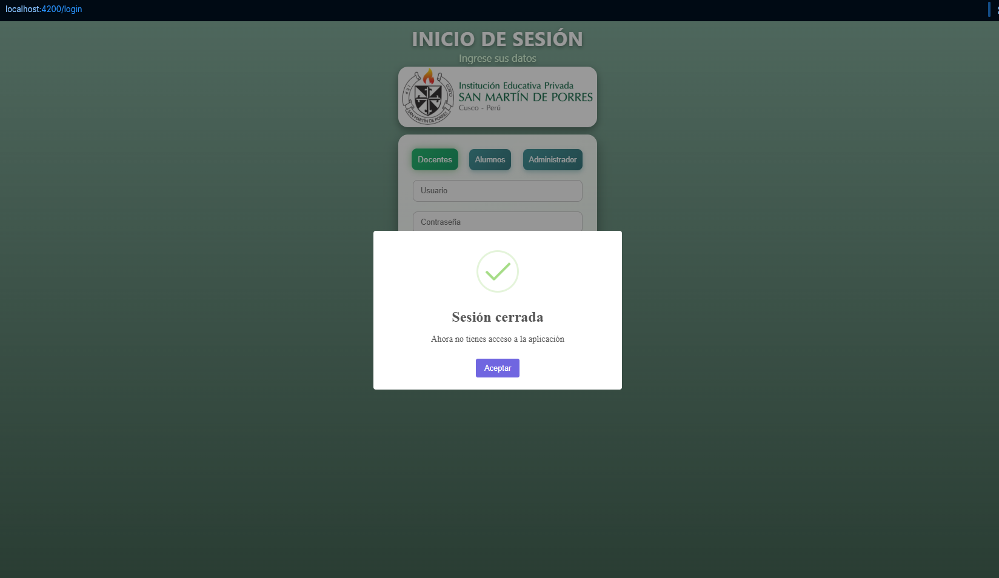 localhost:4200/login
INICIO DE SESIÓN
Ingrese sus datos
I.E.P. CUSCO
SAN MARTÍN DE PORRES
Institución Educativa Privada
SAN MARTÍN DE PORRES
Cusco - Perú
Docentes Alumnos Administrador
Usuario
Contraseña
Sesión cerrada
Ahora no tienes acceso a la aplicación
Aceptar